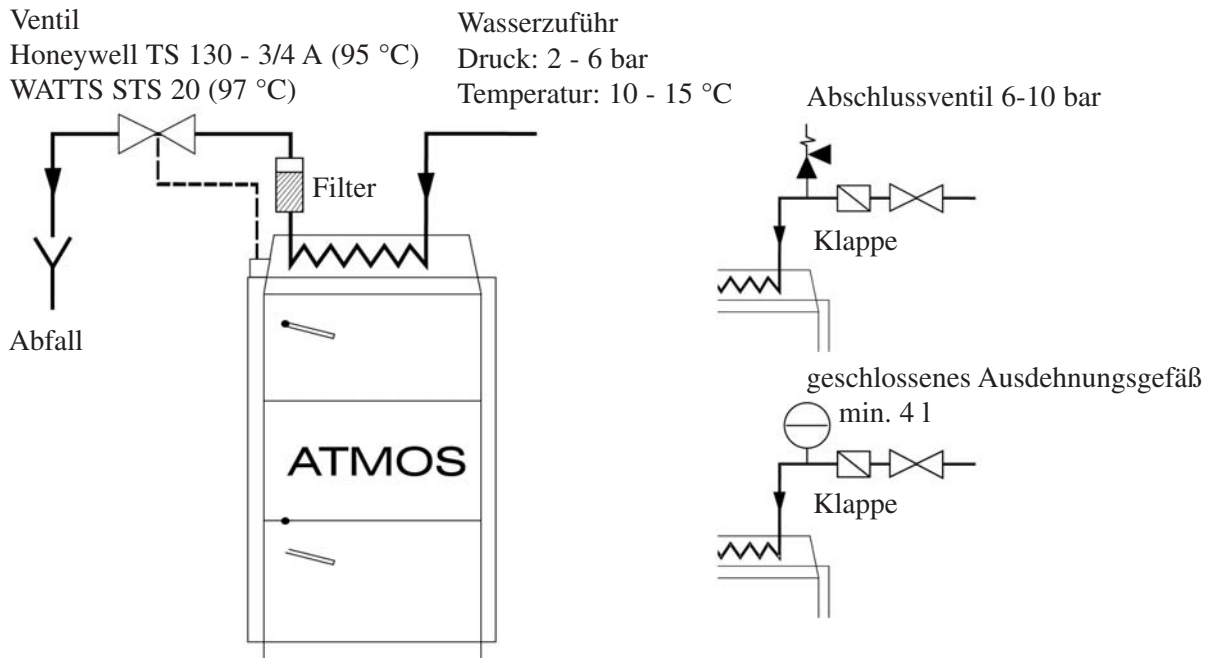 Ventil
Honeywell TS 130 - 3/4 A (95 °C)
WATTS STS 20 (97 °C)
Wasserzuführ
Druck: 2 - 6 bar
Temperatur: 10 - 15 °C
Abschlussventil 6-10 bar
Filter
Klappe
Abfall
geschlossenes Ausdehnungsgefäß
min. 4 l
ATMOS
Klappe